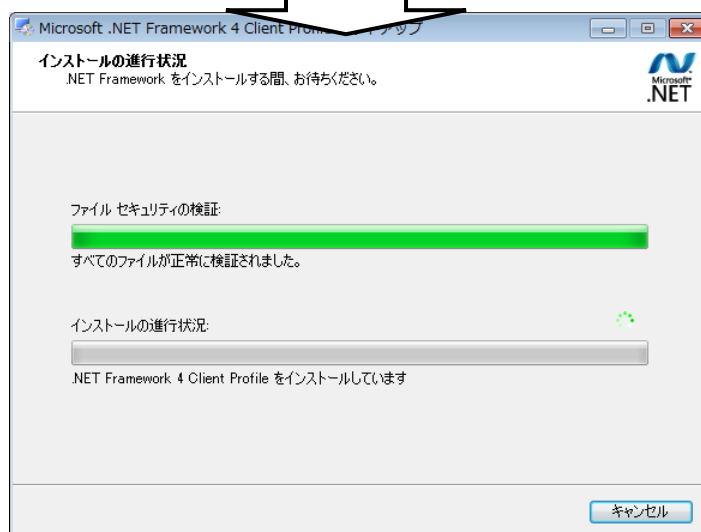 Microsoft .NET Framework 4 Client Pro アップ
インストールの進行状況
.NET Framework をインストールする間、お待ちください。
Microsoft
.NET
ファイル セキュリティの検証:
すべてのファイルが正常に検証されました。
インストールの進行状況:
.NET Framework 4 Client Profile をインストールしています
キャンセル